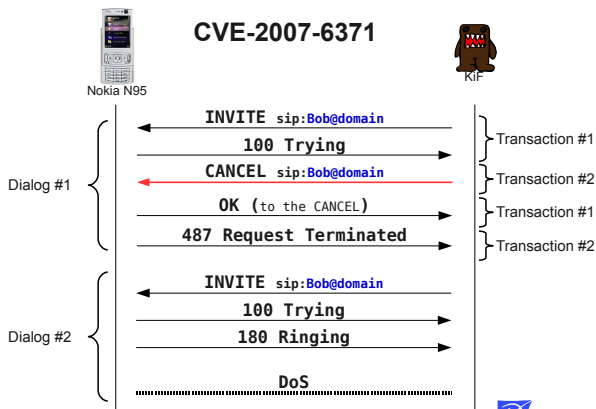 CVE-2007-6371
Nokia N95
KiF
INVITE sip:Bob@domain
100 Trying
Transaction #1
CANCEL sip:Bob@domain
Transaction #2
Dialog #1
OK (to the CANCEL)
Transaction #1
487 Request Terminated
Transaction #2
INVITE sip:Bob@domain
100 Trying
180 Ringing
Dialog #2
DoS